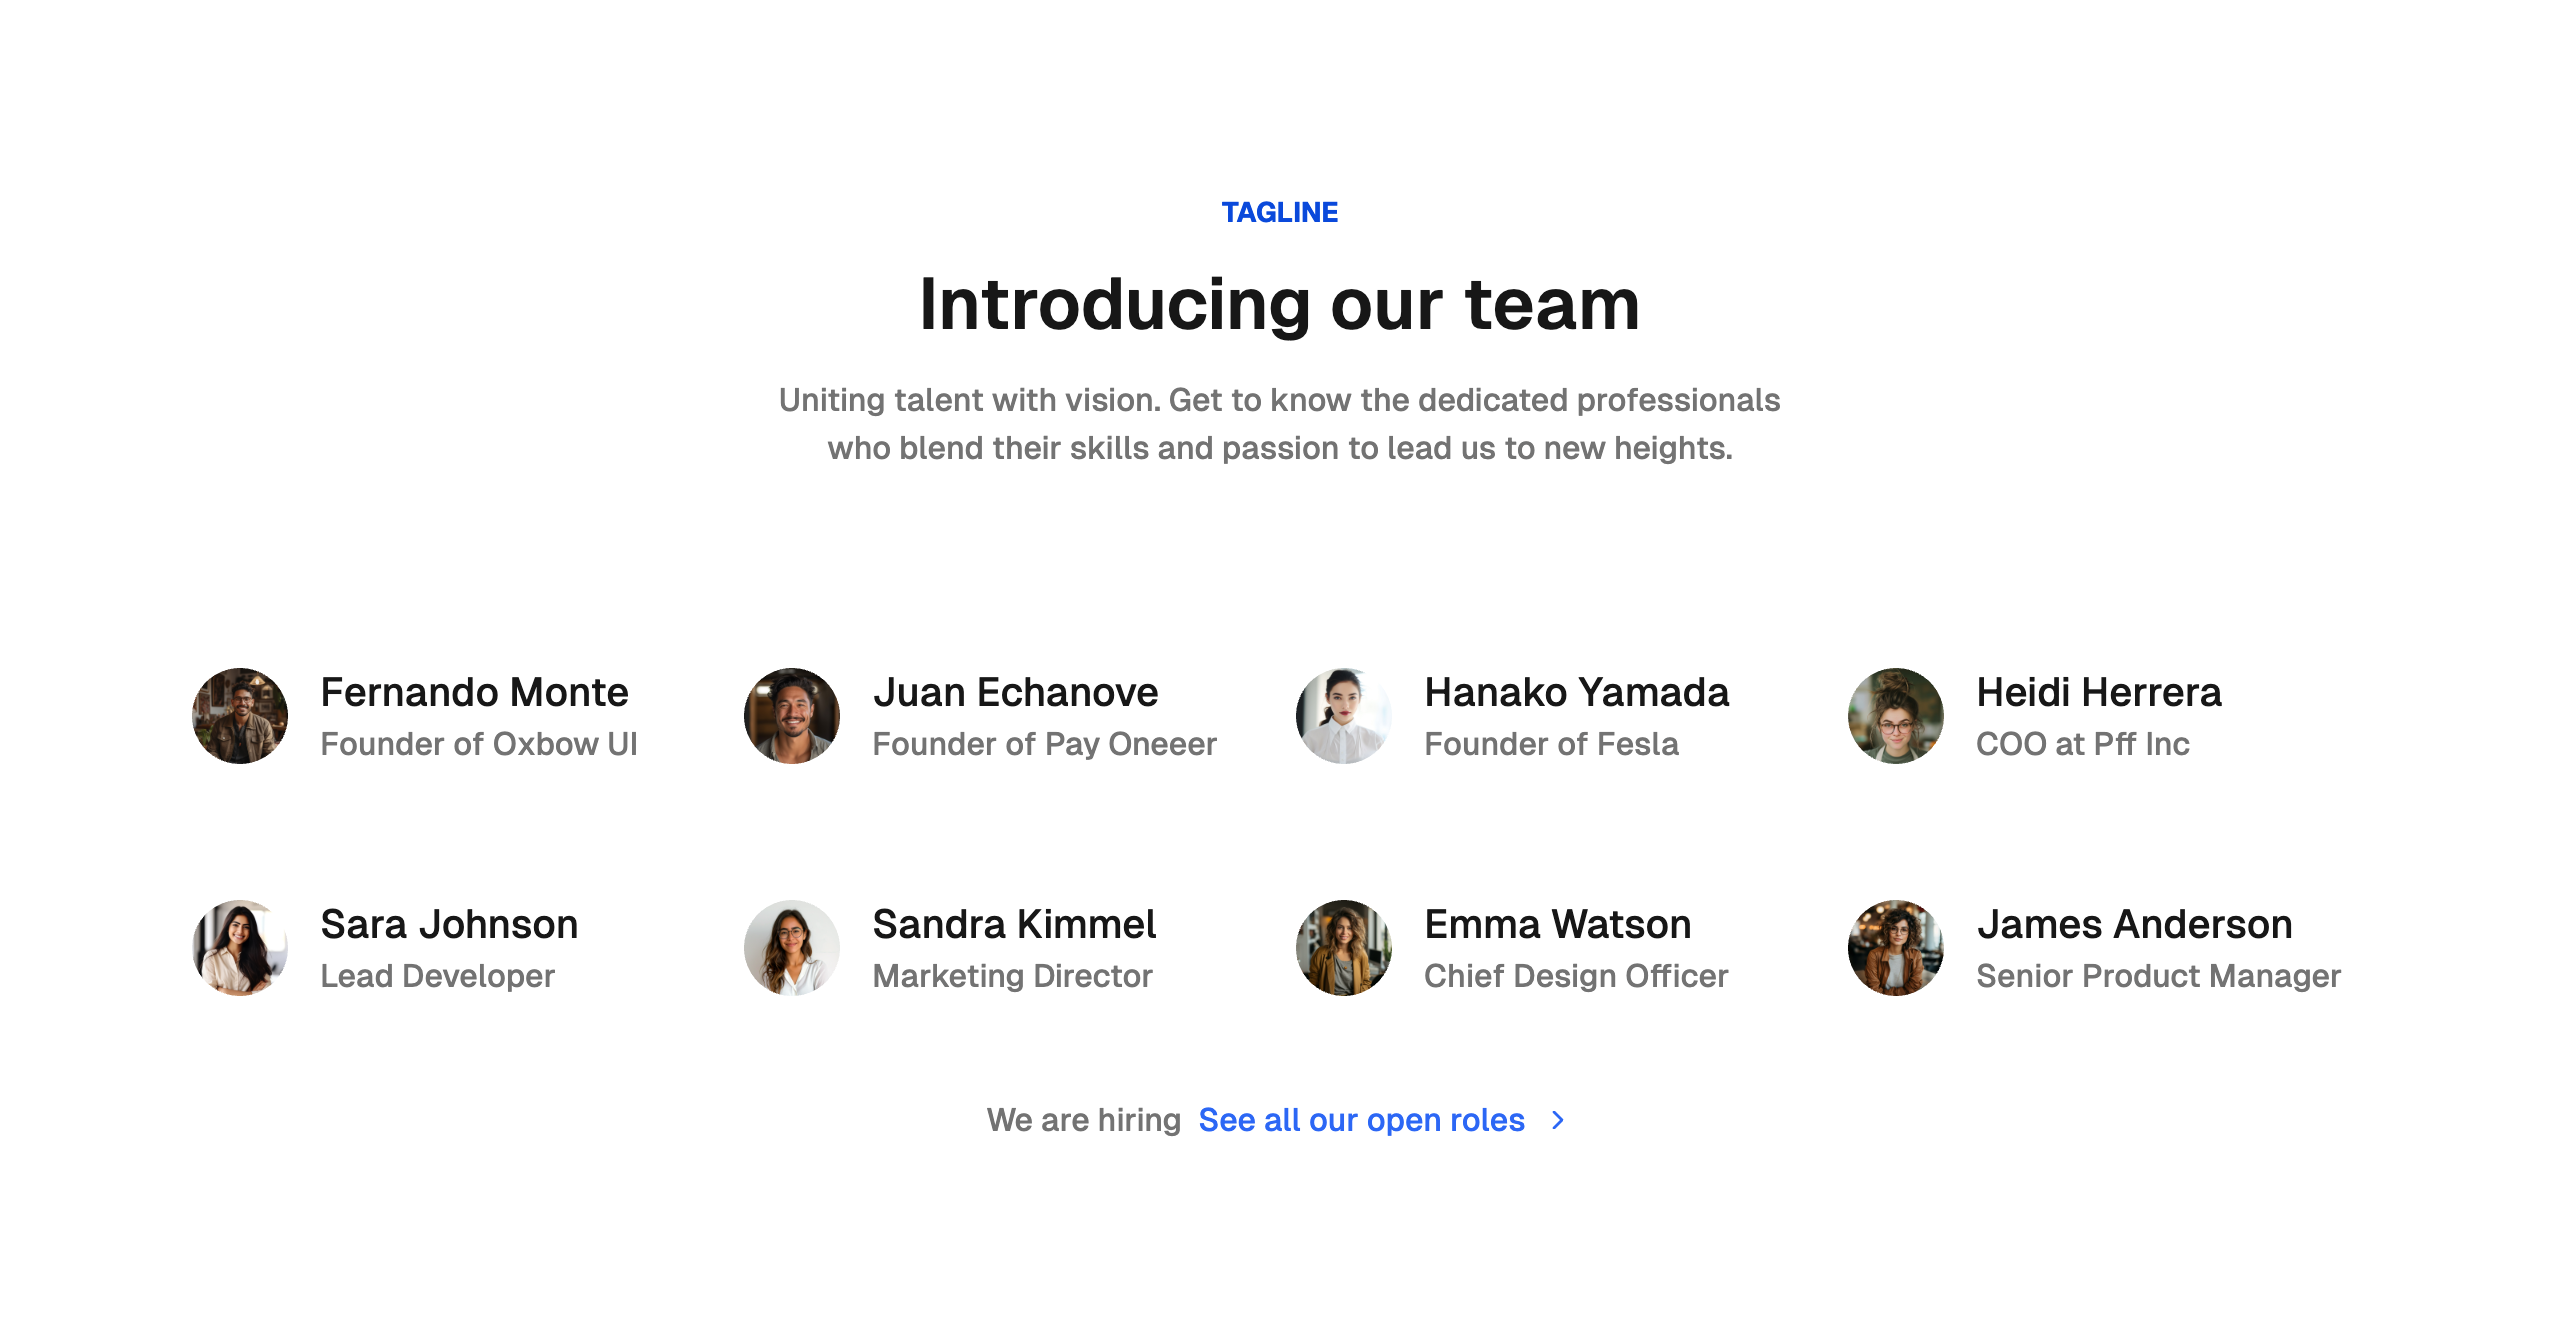 TAGLINE
Introducing our team
Uniting talent with vision. Get to know the dedicated professionals
who blend their skills and passion to lead us to new heights.
Fernando Monte
Founder of Oxbow UI
Juan Echanove
Founder of Pay Oneeer
Hanako Yamada
Founder of Fesla
Heidi Herrera
COO at Pff Inc
Sara Johnson
Lead Developer
Sandra Kimmel
Marketing Director
Emma Watson
Chief Design Officer
James Anderson
Senior Product Manager
We are hiring See all our open roles